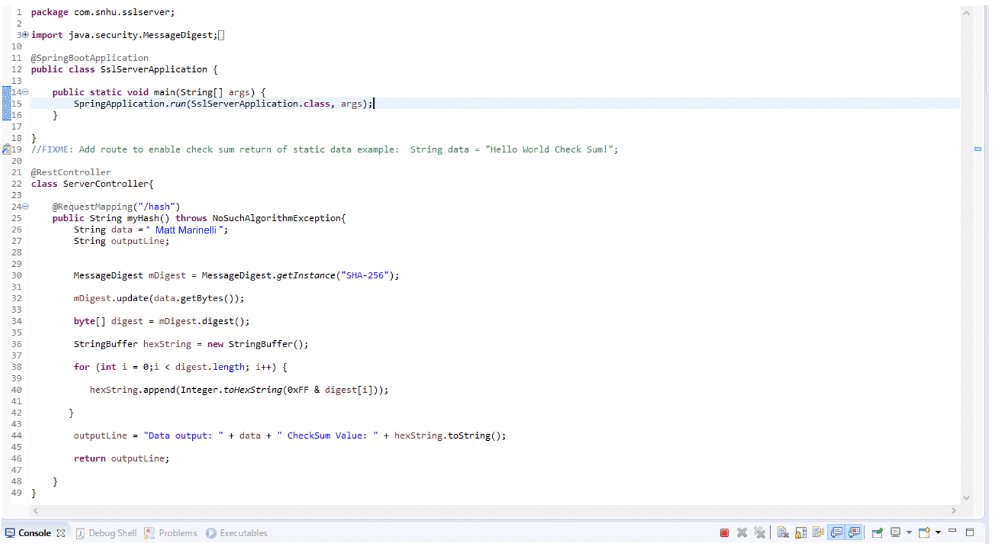 1 package com.snhu.sslserver;
2
3 import java.security.MessageDigest;
10
11 @SpringBootApplication
12 public class SslServerApplication {
13
14 public static void main(String[] args) {
15 SpringApplication.run(SslServerApplication.class, args);
16 }
17
18 }
19 //FIXME: Add route to enable check sum return of static data example:  String data = "Hello World Check Sum!";
20
21 @RestController
22 class ServerController{
23
24 @RequestMapping("/hash")
25 public String myHash() throws NoSuchAlgorithmException{
26 String data = “ Matt Marinelli ”;
27 String outputLine;
28
29
30 MessageDigest mDigest = MessageDigest.getInstance("SHA-256");
31
32 mDigest.update(data.getBytes());
33
34 byte[] digest = mDigest.digest();
35
36 StringBuffer hexString = new StringBuffer();
37
38 for (int i = 0;i < digest.length; i++) {
39
40 hexString.append(Integer.toHexString(0xFF & digest[i]));
41
42 }
43
44 outputLine = "Data output: " + data + " CheckSum Value: " + hexString.toString();
45
46 return outputLine;
47
48 }
49 }
Console Debug Shell Problems Executables